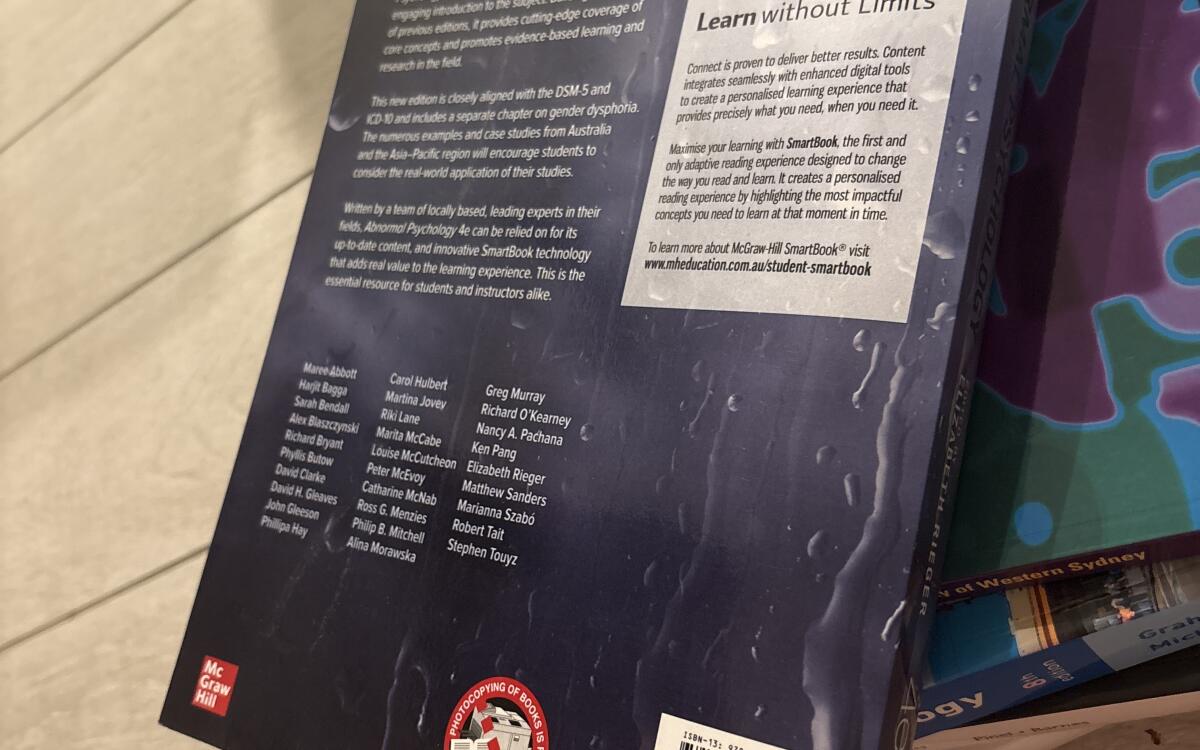 engaging introduction to the subject.
of previous editions, it provides cutting-edge coverage of
core concepts and promotes evidence-based learning and
research in the field.
This new edition is closely aligned with the DSM-5 and
ICD-10 and includes a separate chapter on gender dysphoria.
The numerous examples and case studies from Australia
and the Asia–Pacific region will encourage students to
consider the real-world application of their studies.
Written by a team of locally based, leading experts in their
fields, Abnormal Psychology 4e can be relied on for its
up-to-date content, and innovative SmartBook technology
that adds real value to the learning experience. This is the
essential resource for students and instructors alike.
Learn without Limits
Connect is proven to deliver better results. Content
integrates seamlessly with enhanced digital tools
to create a personalised learning experience that
provides precisely what you need, when you need it.
Maximise your learning with SmartBook, the first and
only adaptive reading experience designed to change
the way you read and learn. It creates a personalised
reading experience by highlighting the most impactful
concepts you need to learn at that moment in time.
To learn more about McGraw-Hill SmartBook® visit
www.mheducation.com.au/student-smartbook
Maree Abbott
Harjit Bagga
Sarah Bendall
Alex Blaszczynski
Richard Bryant
Phyllis Butow
David Clarke
David H. Gleaves
John Gleeson
Phillipa Hay
Carol Hulbert
Martina Jovey
Riki Lane
Marita McCabe
Louise McCutcheon
Peter McEvoy
Catharine McNab
Ross G. Menzies
Philip B. Mitchell
Alina Morawska
Greg Murray
Richard O'Kearney
Nancy A. Pachana
Ken Pang
Elizabeth Rieger
Matthew Sanders
Marianna Szabó
Robert Tait
Stephen Touyz
Mc
Graw
Hill
PHOTOCOPYING OF BOOKS IS
ISBN-13: 978
PSYCHOLOGY
ELIZABETH RIEGER
4e
of Western Sydney
ogy
8th
edition
Grah
Mic